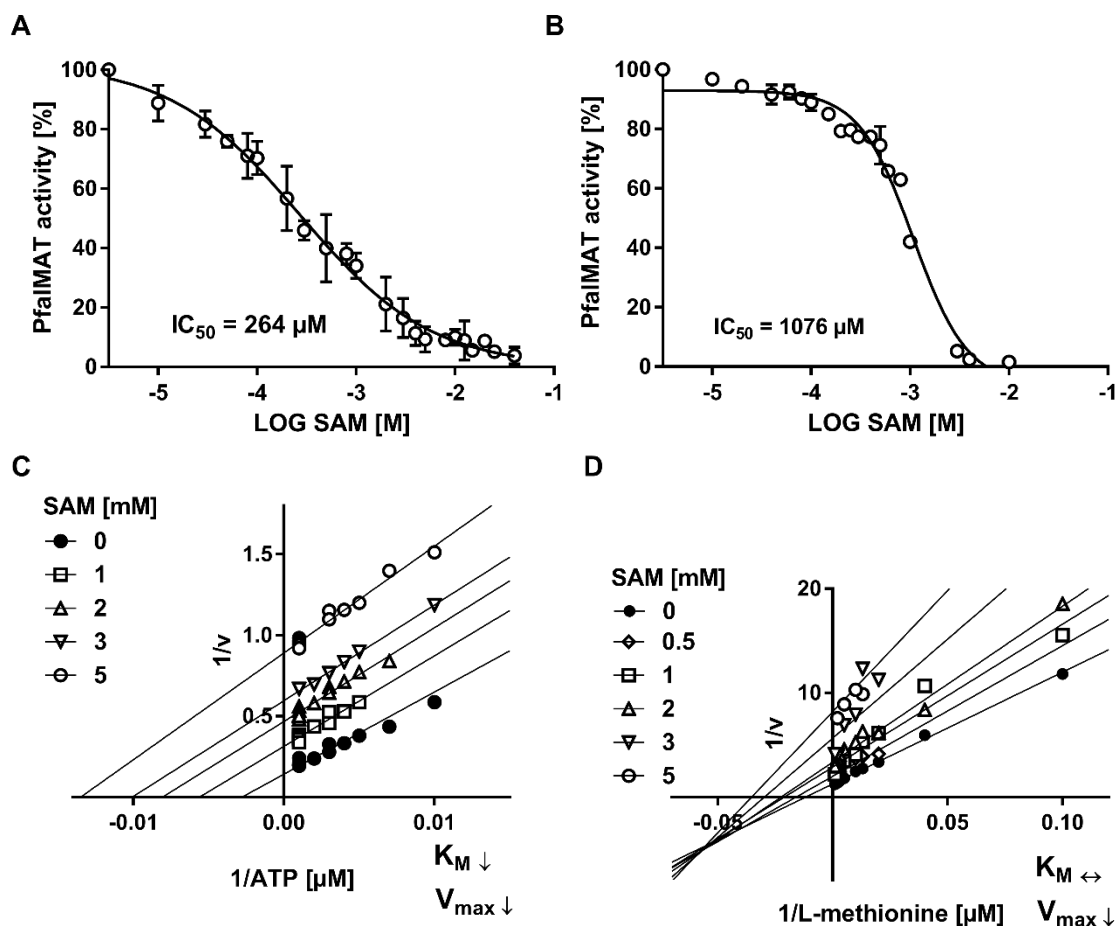 A
PfalMAT activity [%]
100
80
60
40
20
0
IC50 = 264 µM
-5
-4
-3
-2
-1
LOG SAM [M]
B
PfalMAT activity [%]
100
80
60
40
20
0
IC50 = 1076 µM
-5
-4
-3
-2
-1
LOG SAM [M]
C
SAM [mM]
0
1
2
3
5
1/v
1.5
1.0
0.5
-0.01
0.00
0.01
1/ATP [µM]
KM ↓
Vmax ↓
D
SAM [mM]
0
0.5
1
2
3
5
1/v
20
10
-0.05
0.05
0.10
1/L-methionine [µM]
KM ↔
Vmax ↓